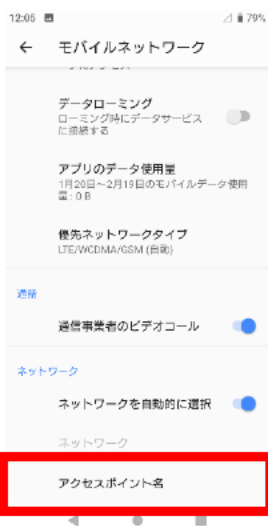 12:05 79%
モバイルネットワーク
データローミング
ローミング時にデータサービス
に接続する
アプリのデータ使用量
1月20日～2月19日のモバイルデータ使用
量: 0 B
優先ネットワークタイプ
LTE/WCDMA/GSM (自動)
通話
通信事業者のビデオコール
ネットワーク
ネットワークを自動的に選択
ネットワーク
アクセスポイント名